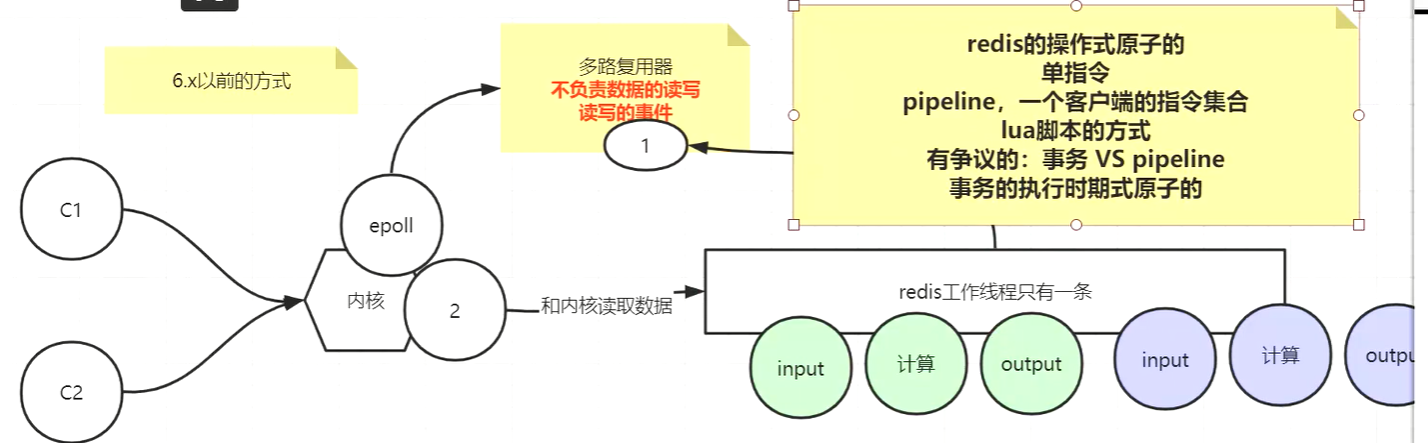 6.x以前的方式
多路复用器
不负责数据的读写
读写的事件
1
redis的操作式原子的
单指令
pipeline，一个客户端的指令集合
lua脚本的方式
有争议的：事务 VS pipeline
事务的执行时期式原子的
C1
epoll
内核
2
和内核读取数据
redis工作线程只有一条
input
计算
output
input
计算
outpu
C2